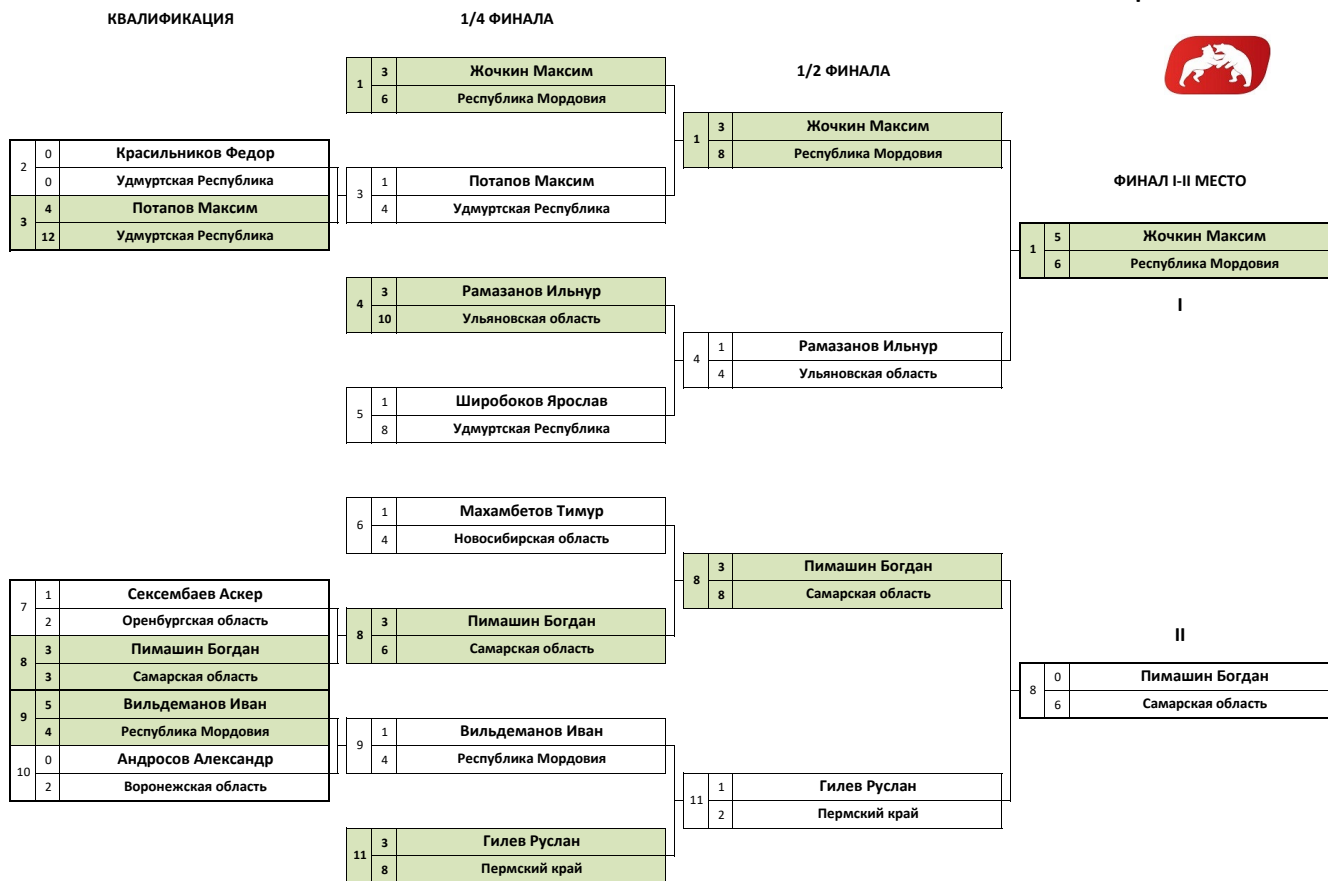 КВАЛИФИКАЦИЯ
1/4 ФИНАЛА
1/2 ФИНАЛА
ФИНАЛ I-II МЕСТО
2 0 Красильников Федор
0 Удмуртская Республика
3 4 Потапов Максим
12 Удмуртская Республика
7 1 Сексембаев Аскер
2 Оренбургская область
8 3 Пимашин Богдан
3 Самарская область
9 5 Вильдеманов Иван
4 Республика Мордовия
10 0 Андросов Александр
2 Воронежская область
1 3 Жочкин Максим
6 Республика Мордовия
3 1 Потапов Максим
4 Удмуртская Республика
4 3 Рамазанов Ильнур
10 Ульяновская область
5 1 Широбоков Ярослав
8 Удмуртская Республика
6 1 Махамбетов Тимур
4 Новосибирская область
8 3 Пимашин Богдан
6 Самарская область
9 1 Вильдеманов Иван
4 Республика Мордовия
11 3 Гилев Руслан
8 Пермский край
1 3 Жочкин Максим
8 Республика Мордовия
4 1 Рамазанов Ильнур
4 Ульяновская область
8 3 Пимашин Богдан
8 Самарская область
11 1 Гилев Руслан
2 Пермский край
1 5 Жочкин Максим
6 Республика Мордовия
I
II
8 0 Пимашин Богдан
6 Самарская область